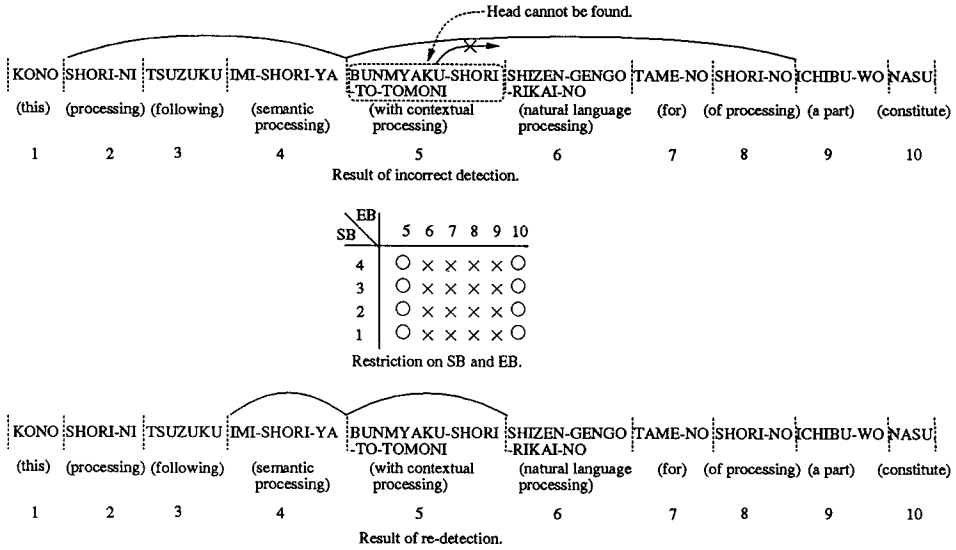 Head cannot be found.
KONO SHORI-NI TSUZUKU IMI-SHORI-YA BUNMYAKU-SHORI SHIZEN-GENGO TAME-NO SHORI-NO ICHIBU-WO NASU
-TO-TOMONI -RIKAI-NO
(this) (processing) (following) (semantic (with contextual (natural language (for) (of processing) (a part) (constitute)
processing) processing) processing)
1 2 3 4 5 6 7 8 9 10
Result of incorrect detection.
EB
SB 5 6 7 8 9 10
4 ○ × × × × ○
3 ○ × × × × ○
2 ○ × × × × ○
1 ○ × × × × ○
Restriction on SB and EB.
KONO SHORI-NI TSUZUKU IMI-SHORI-YA BUNMYAKU-SHORI SHIZEN-GENGO TAME-NO SHORI-NO ICHIBU-WO NASU
-TO-TOMONI -RIKAI-NO
(this) (processing) (following) (semantic (with contextual (natural language (for) (of processing) (a part) (constitute)
processing) processing) processing)
1 2 3 4 5 6 7 8 9 10
Result of re-detection.